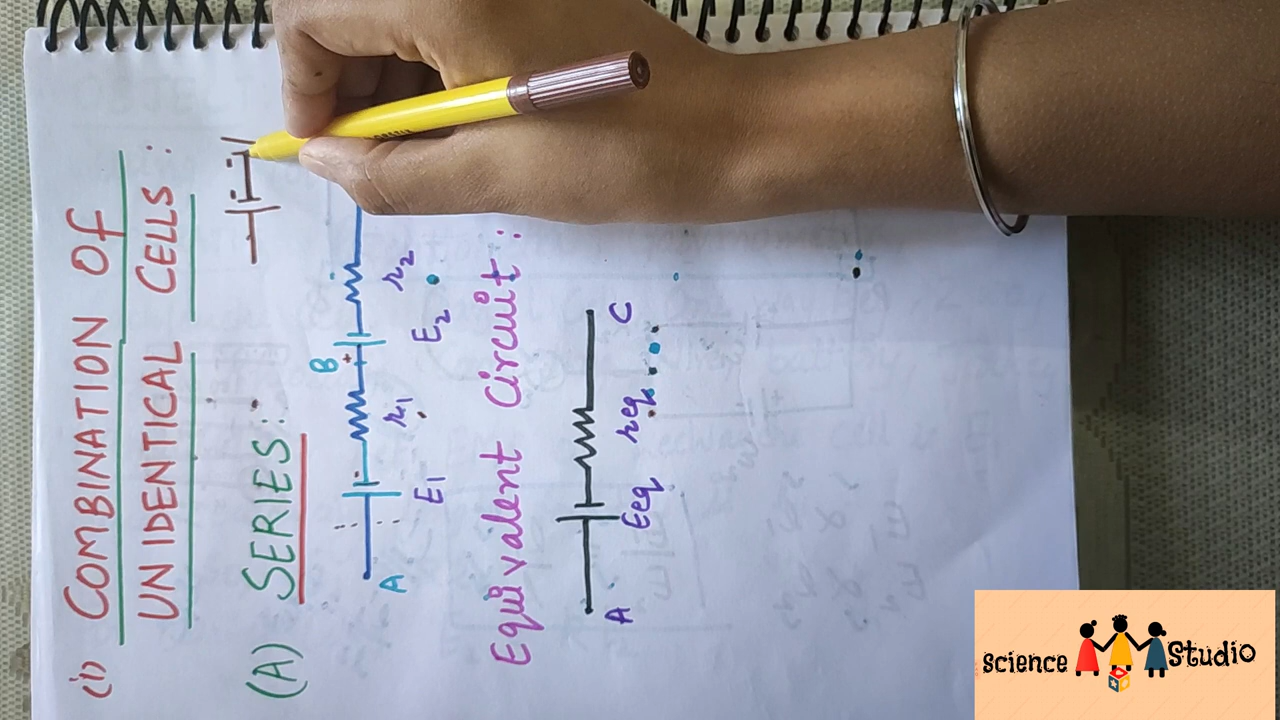 (i) COMBINATION Of
UNIDENTICAL CELLS:
(A) SERIES:
A B
E1 r1 E2 r2
Equivalent Circuit:
A Eeq req C
Science Studio